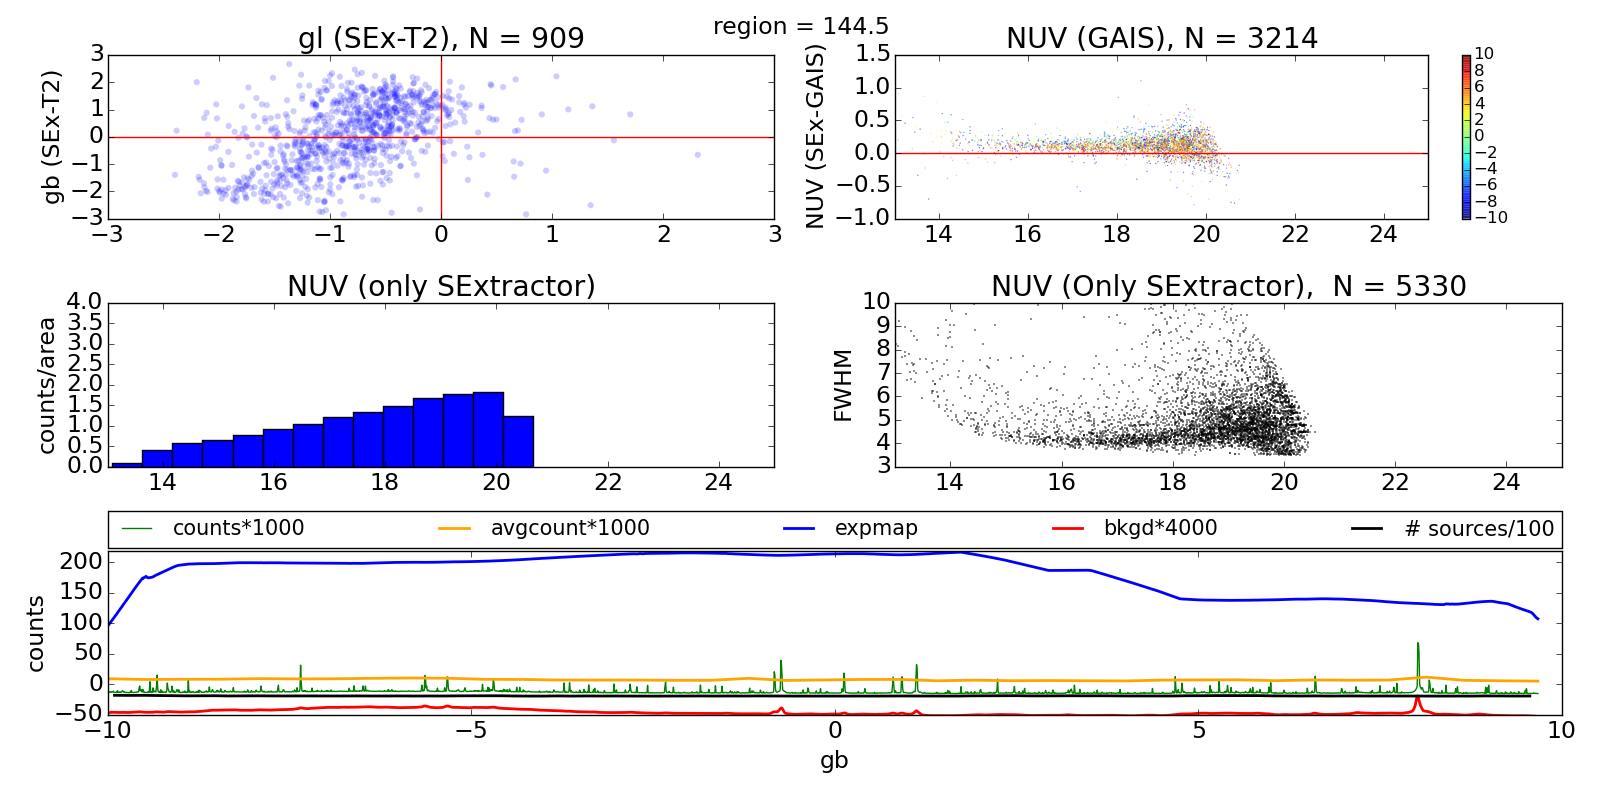 region = 144.5
gl (SEx-T2), N = 909
3
2
1
0
−1
−2
−3
gb (SEx-T2)
−3 −2 −1 0 1 2 3
NUV (GAIS), N = 3214
1.5
1.0
0.5
0.0
−0.5
−1.0
NUV (SEx-GAIS)
14 16 18 20 22 24
10
8
6
4
2
0
−2
−4
−6
−8
−10
NUV (only SExtractor)
4.0
3.5
3.0
2.5
2.0
1.5
1.0
0.5
0.0
counts/area
14 16 18 20 22 24
NUV (Only SExtractor), N = 5330
10
9
8
7
6
5
4
3
FWHM
14 16 18 20 22 24
counts*1000 avgcount*1000 expmap bkgd*4000 # sources/100
200
150
100
50
0
−50
counts
−10 −5 0 5 10
gb